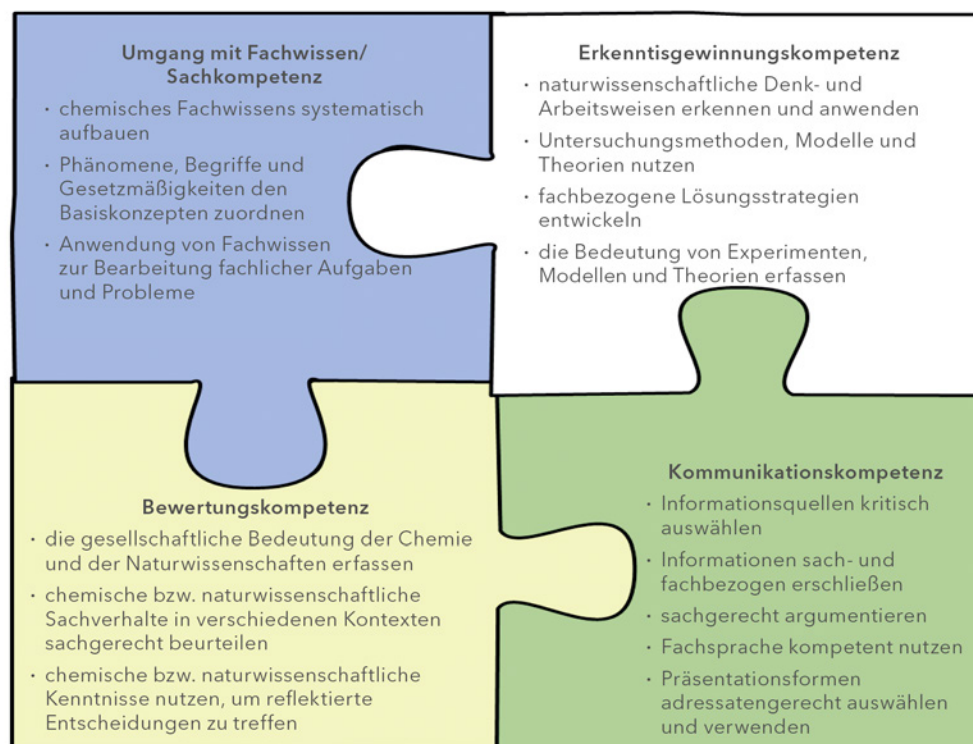 Umgang mit Fachwissen/
Sachkompetenz
· chemisches Fachwissens systematisch
aufbauen
· Phänomene, Begriffe und
Gesetzmäßigkeiten den
Basiskonzepten zuordnen
· Anwendung von Fachwissen
zur Bearbeitung fachlicher Aufgaben
und Probleme
Erkenntisgewinnungskompetenz
· naturwissenschaftliche Denk- und
Arbeitsweisen erkennen und anwenden
· Untersuchungsmethoden, Modelle und
Theorien nutzen
· fachbezogene Lösungsstrategien
entwickeln
· die Bedeutung von Experimenten,
Modellen und Theorien erfassen
Bewertungskompetenz
· die gesellschaftliche Bedeutung der Chemie
und der Naturwissenschaften erfassen
· chemische bzw. naturwissenschaftliche
Sachverhalte in verschiedenen Kontexten
sachgerecht beurteilen
· chemische bzw. naturwissenschaftliche
Kenntnisse nutzen, um reflektierte
Entscheidungen zu treffen
Kommunikationskompetenz
· Informationsquellen kritisch
auswählen
· Informationen sach- und
fachbezogen erschließen
· sachgerecht argumentieren
· Fachsprache kompetent nutzen
· Präsentationsformen
adressatengerecht auswählen
und verwenden